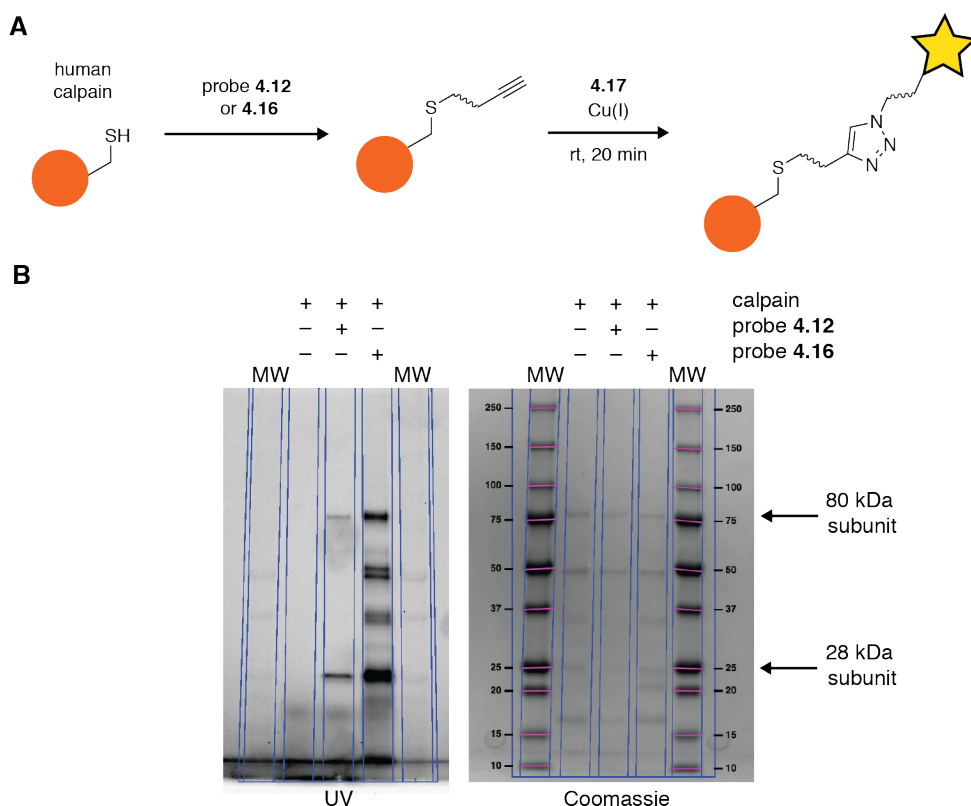 A
human
calpain
SH
probe 4.12
or 4.16
S
4.17
Cu(I)
rt, 20 min
S
N
N
N
B
+ + +
– + –
– – +
MW MW
UV
+ + +
– + –
– – +
calpain
probe 4.12
probe 4.16
MW MW
250 250
150 150
100 100
75 75
50 50
37 37
25 25
20 20
15 15
10 10
Coomassie
80 kDa
subunit
28 kDa
subunit